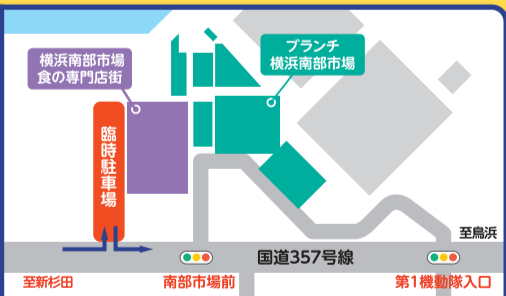 横浜南部市場
食の専門店街
ブランチ
横浜南部市場
臨時駐車場
至鳥浜
国道357号線
至新杉田
南部市場前
第1機動隊入口